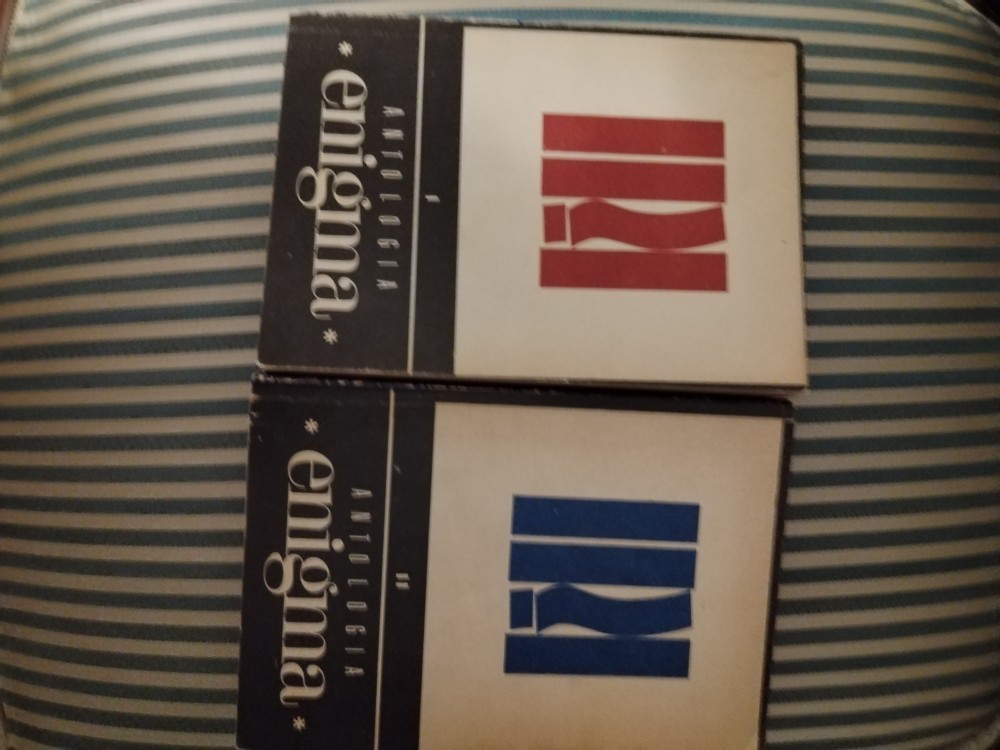 * enigma *
ANTOLOGIA
I
* enigma *
ANTOLOGIA
II